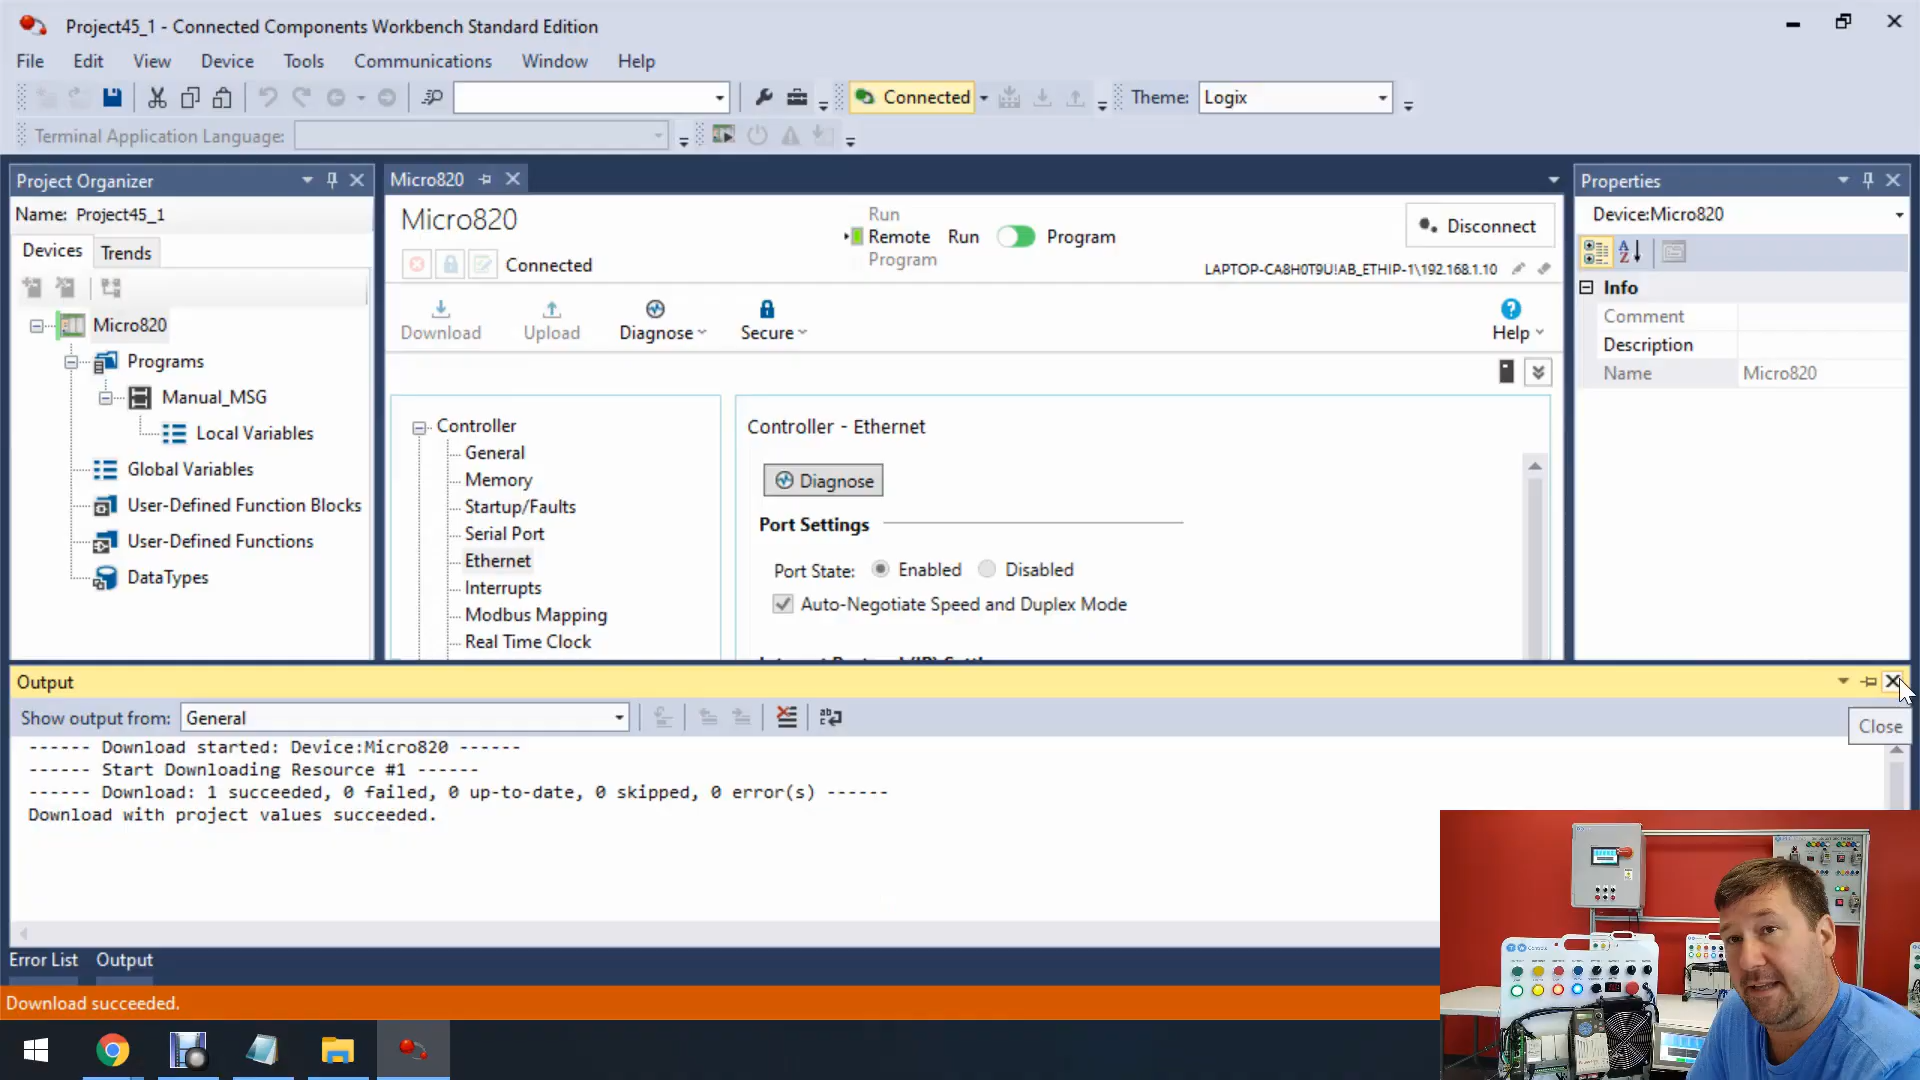 Project45_1 - Connected Components Workbench Standard Edition
File Edit View Device Tools Communications Window Help
Connected Theme: Logix
Terminal Application Language:
Project Organizer
Name: Project45_1
Devices Trends
Micro820
Programs
Manual_MSG
Local Variables
Global Variables
User-Defined Function Blocks
User-Defined Functions
DataTypes
Micro820
Micro820
Connected
Run
Remote Run Program
Program
Disconnect
LAPTOP-CA8H0T9U!AB_ETHIP-1\192.168.1.10
Download Upload Diagnose Secure Help
Controller
General
Memory
Startup/Faults
Serial Port
Ethernet
Interrupts
Modbus Mapping
Real Time Clock
Controller - Ethernet
Diagnose
Port Settings
Port State: Enabled Disabled
Auto-Negotiate Speed and Duplex Mode
Properties
Device:Micro820
Info
Comment
Description
Name Micro820
Output
Show output from: General
Close
------ Download started: Device:Micro820 ------
------ Start Downloading Resource #1 ------
------ Download: 1 succeeded, 0 failed, 0 up-to-date, 0 skipped, 0 error(s) ------
Download with project values succeeded.
Error List Output
Download succeeded.